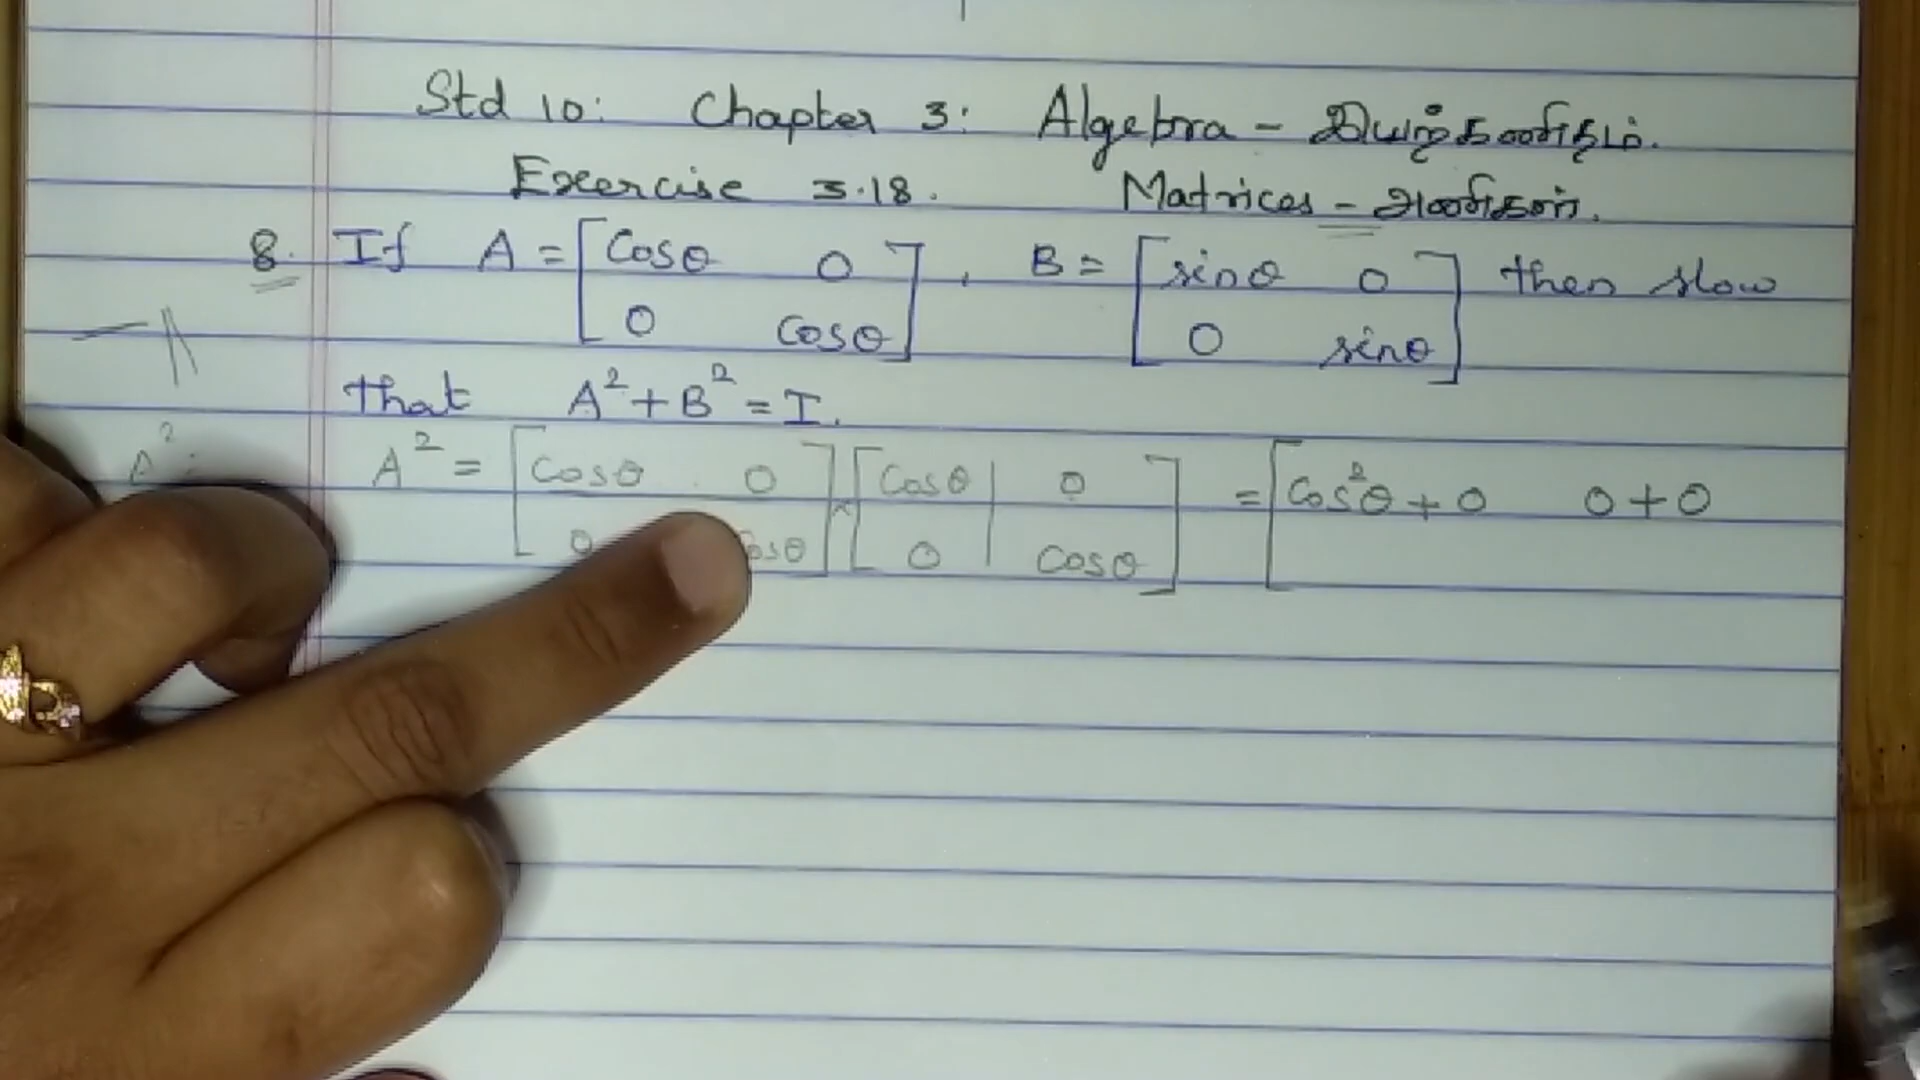 Std 10: Chapter 3: Algebra - இயற்கணிதம்.
Exercise 3.18. Matrices - அணிகள்.
8. If A = [cosθ 0 0 cosθ], B = [sinθ 0 0 sinθ] then show
that A² + B² = I.
A² = [cosθ 0 0 cosθ] × [cosθ 0 0 cosθ] = [cos²θ + 0 0 + 0